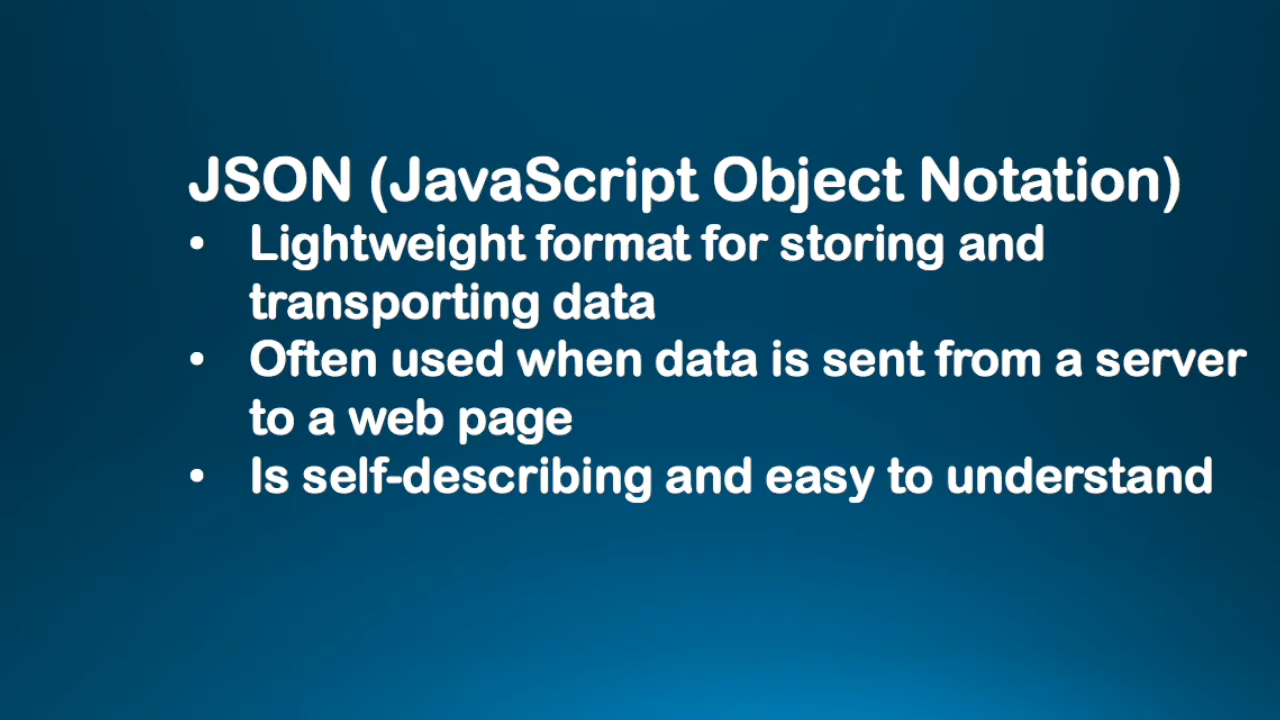 JSON (JavaScript Object Notation)
• Lightweight format for storing and
transporting data
• Often used when data is sent from a server
to a web page
• Is self-describing and easy to understand